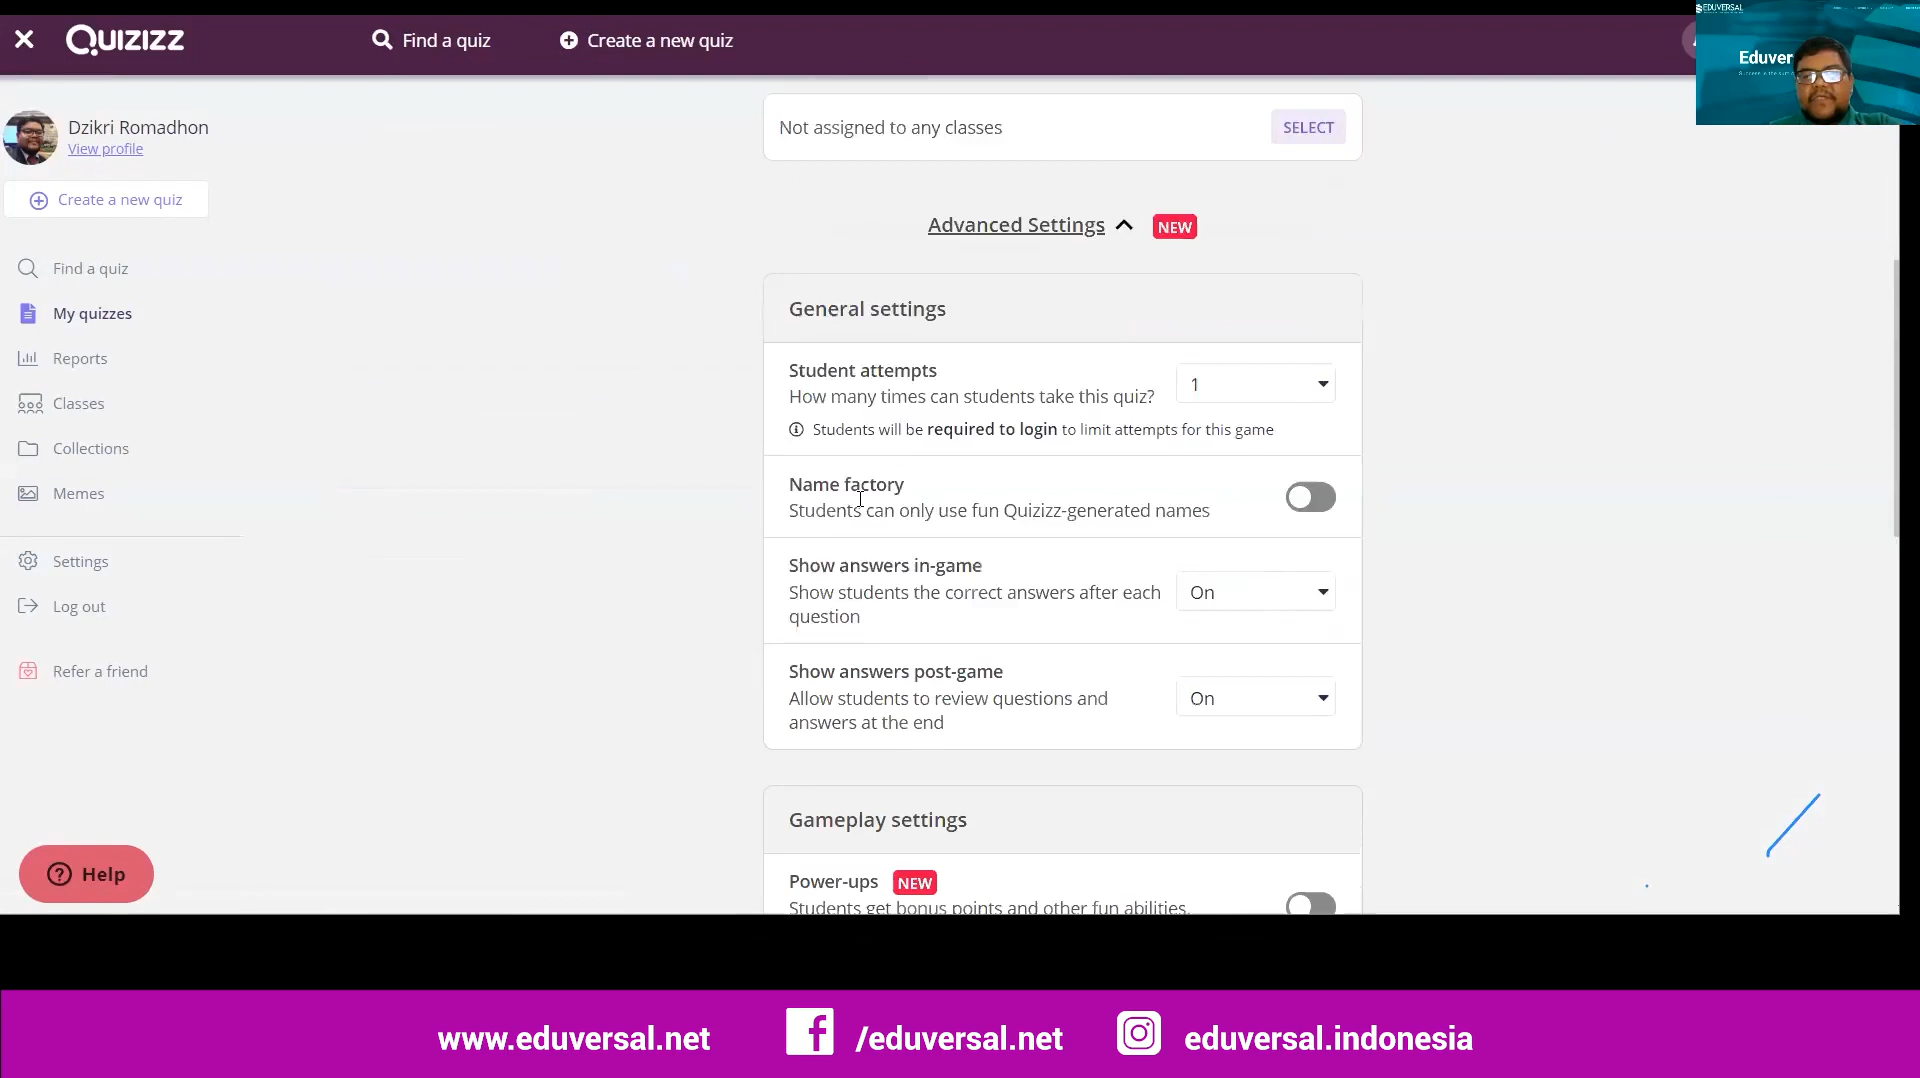 Quizizz
Find a quiz
Create a new quiz
EDUVERSAL
Eduver
Dzikri Romadhon
View profile
Create a new quiz
Find a quiz
My quizzes
Reports
Classes
Collections
Memes
Settings
Log out
Refer a friend
Help
Not assigned to any classes
SELECT
Advanced Settings
NEW
General settings
Student attempts
How many times can students take this quiz?
1
Students will be required to login to limit attempts for this game
Name factory
Students can only use fun Quizizz-generated names
Show answers in-game
Show students the correct answers after each
question
On
Show answers post-game
Allow students to review questions and
answers at the end
On
Gameplay settings
Power-ups NEW
Students get bonus points and other fun abilities.
www.eduversal.net
/eduversal.net
eduversal.indonesia